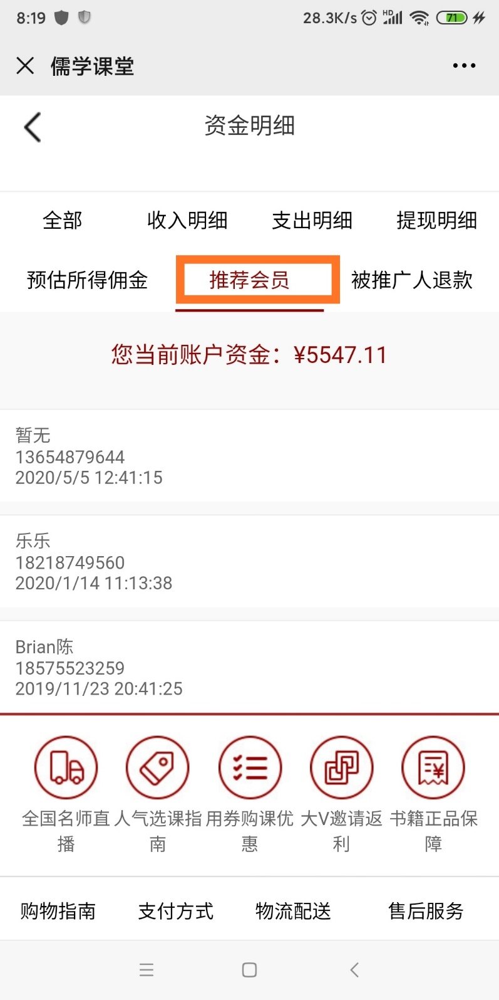 8:19 28.3K/s HD 71
儒学课堂
资金明细
全部 收入明细 支出明细 提现明细
预估所得佣金 推荐会员 被推广人退款
您当前账户资金：¥5547.11
暂无
13654879644
2020/5/5 12:41:15
乐乐
18218749560
2020/1/14 11:13:38
Brian陈
18575523259
2019/11/23 20:41:25
全国名师直 人气选课指 用券购课优 大V邀请返 书籍正品保
播 南 惠 利 障
购物指南 支付方式 物流配送 售后服务